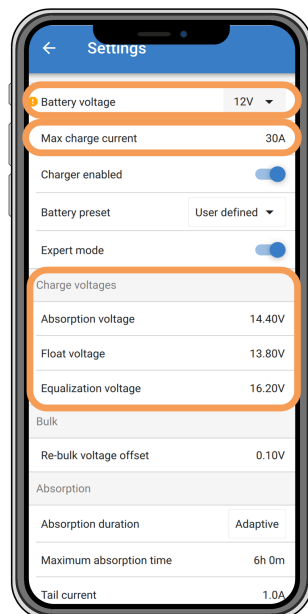 Settings
Battery voltage 12V
Max charge current 30A
Charger enabled
Battery preset User defined
Expert mode
Charge voltages
Absorption voltage 14.40V
Float voltage 13.80V
Equalization voltage 16.20V
Bulk
Re-bulk voltage offset 0.10V
Absorption
Absorption duration Adaptive
Maximum absorption time 6h 0m
Tail current 1.0A